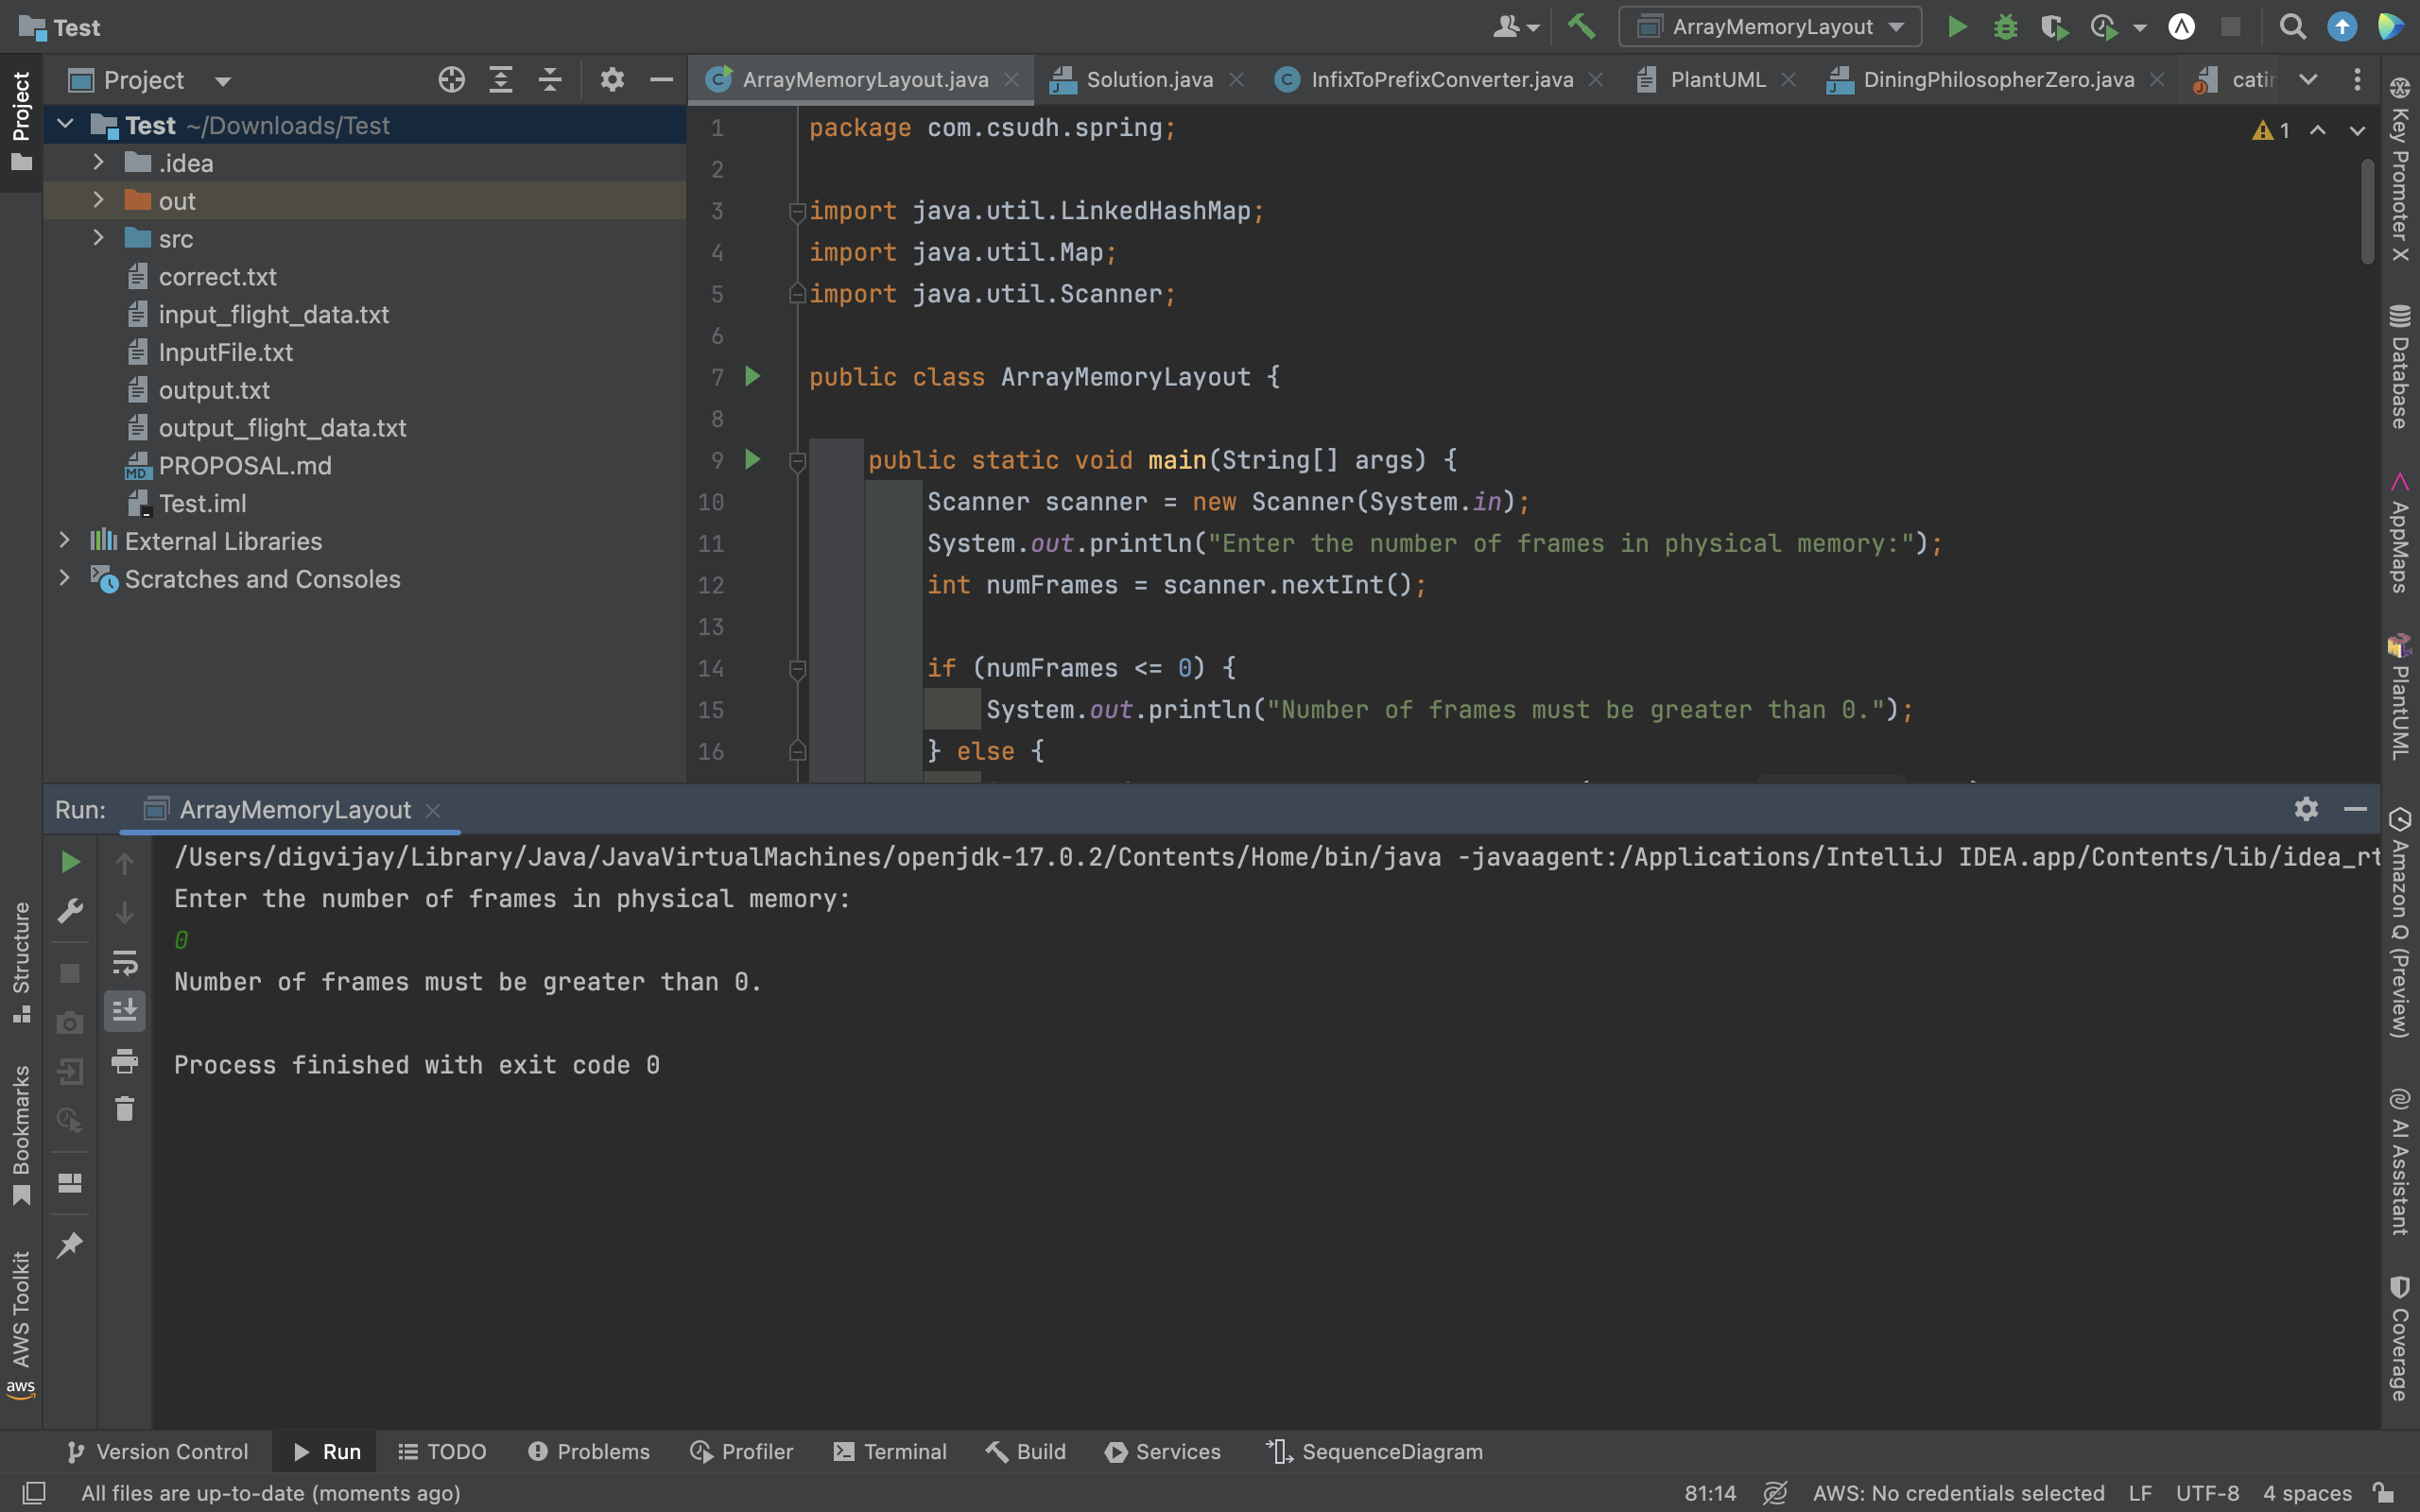 Test
ArrayMemoryLayout
Project
ArrayMemoryLayout.java
Solution.java
InfixToPrefixConverter.java
PlantUML
DiningPhilosopherZero.java
Project
Test ~/Downloads/Test
.idea
out
src
correct.txt
input_flight_data.txt
InputFile.txt
output.txt
output_flight_data.txt
MD PROPOSAL.md
Test.iml
External Libraries
Scratches and Consoles
1 package com.csudh.spring;
2
3 import java.util.LinkedHashMap;
4 import java.util.Map;
5 import java.util.Scanner;
6
7 public class ArrayMemoryLayout {
8
9 public static void main(String[] args) {
10 Scanner scanner = new Scanner(System.in);
11 System.out.println("Enter the number of frames in physical memory:");
12 int numFrames = scanner.nextInt();
13
14 if (numFrames <= 0) {
15 System.out.println("Number of frames must be greater than 0.");
16 } else {
1
Key Promoter X
Database
AppMaps
PlantUML
Amazon Q (Preview)
AI Assistant
Coverage
Run: ArrayMemoryLayout
/Users/digvijay/Library/Java/JavaVirtualMachines/openjdk-17.0.2/Contents/Home/bin/java -javaagent:/Applications/IntelliJ IDEA.app/Contents/lib/idea_rt
Enter the number of frames in physical memory:
0
Number of frames must be greater than 0.
Process finished with exit code 0
Structure
Bookmarks
AWS Toolkit
aws
Version Control
Run
TODO
Problems
Profiler
Terminal
Build
Services
SequenceDiagram
All files are up-to-date (moments ago)
81:14
AWS: No credentials selected
LF
UTF-8
4 spaces